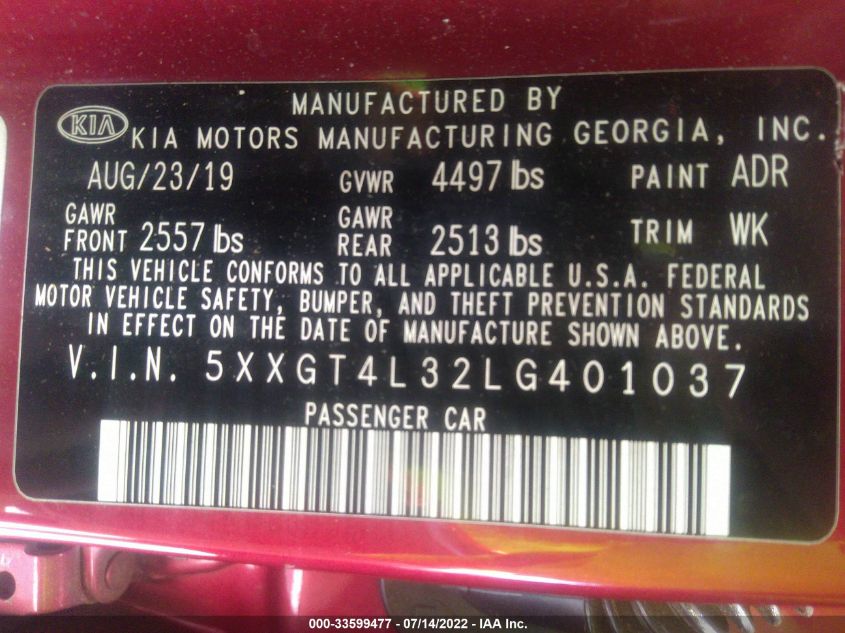 MANUFACTURED BY
KIA KIA MOTORS MANUFACTURING GEORGIA, INC.
AUG/23/19 GVWR 4497 lbs PAINT ADR
GAWR FRONT 2557 lbs GAWR REAR 2513 lbs TRIM WK
THIS VEHICLE CONFORMS TO ALL APPLICABLE U.S.A. FEDERAL
MOTOR VEHICLE SAFETY, BUMPER, AND THEFT PREVENTION STANDARDS
IN EFFECT ON THE DATE OF MANUFACTURE SHOWN ABOVE.
V.I.N. 5XXGT4L32LG401037
PASSENGER CAR
000-33599477 - 07/14/2022 - IAA Inc.